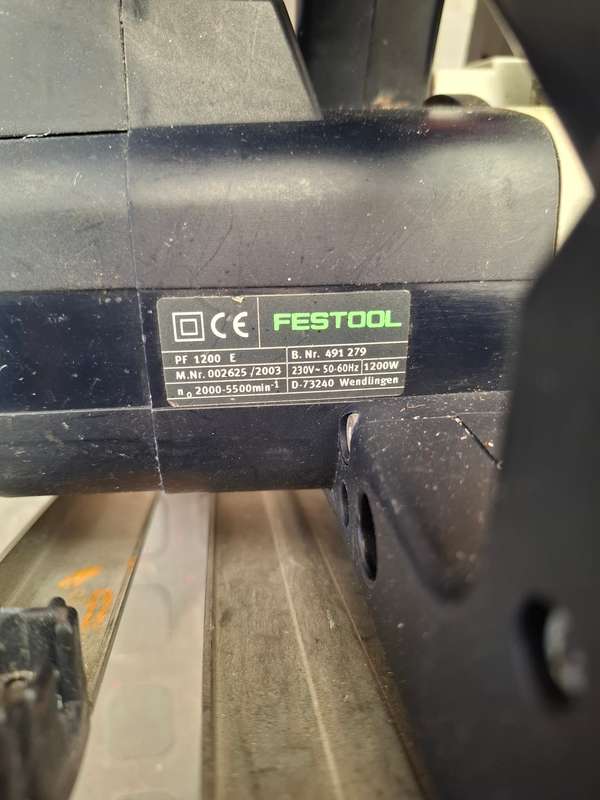 CE FESTOOL
PF 1200 E B. Nr. 491 279
M.Nr. 002625 /2003 230V~ 50-60Hz 1200W
n₀ 2000-5500min⁻¹ D-73240 Wendlingen